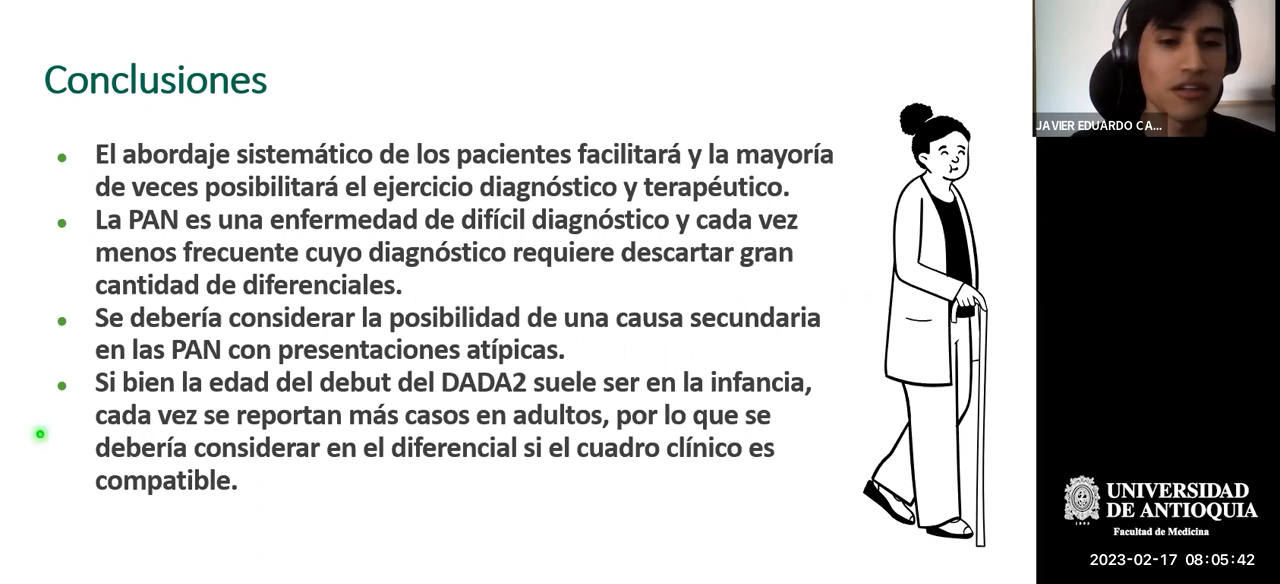 Conclusiones
El abordaje sistemático de los pacientes facilitará y la mayoría
de veces posibilitará el ejercicio diagnóstico y terapéutico.
La PAN es una enfermedad de difícil diagnóstico y cada vez
menos frecuente cuyo diagnóstico requiere descartar gran
cantidad de diferenciales.
Se debería considerar la posibilidad de una causa secundaria
en las PAN con presentaciones atípicas.
Si bien la edad del debut del DADA2 suele ser en la infancia,
cada vez se reportan más casos en adultos, por lo que se
debería considerar en el diferencial si el cuadro clínico es
compatible.
JAVIER EDUARDO CA...
UNIVERSIDAD
DE ANTIOQUIA
1803
Facultad de Medicina
2023-02-17 08:05:42